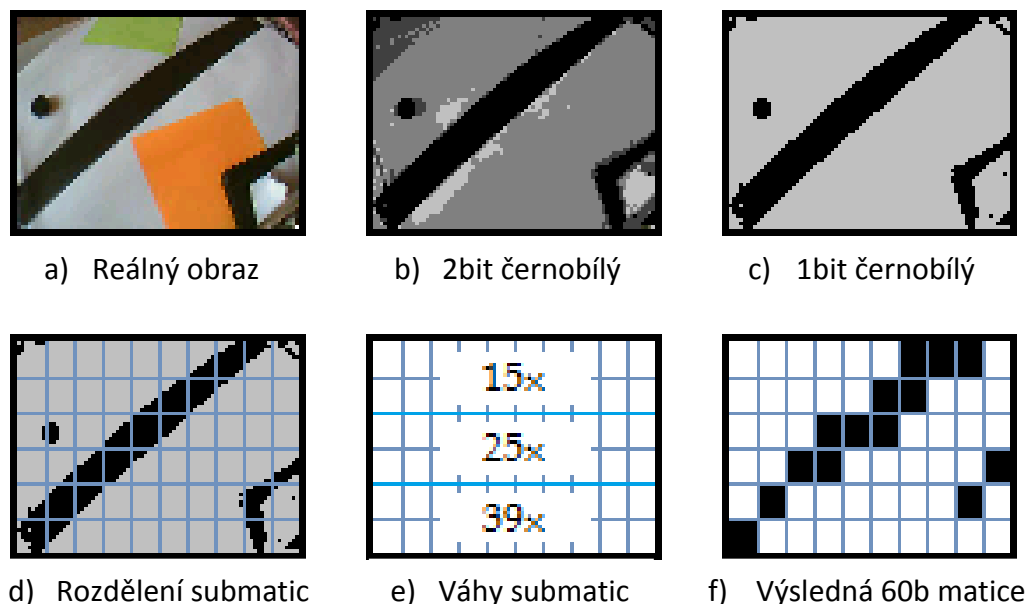 a) Reálný obraz
b) 2bit černobílý
c) 1bit černobílý
15x
25x
39x
d) Rozdělení submatic
e) Váhy submatic
f) Výsledná 60b matice